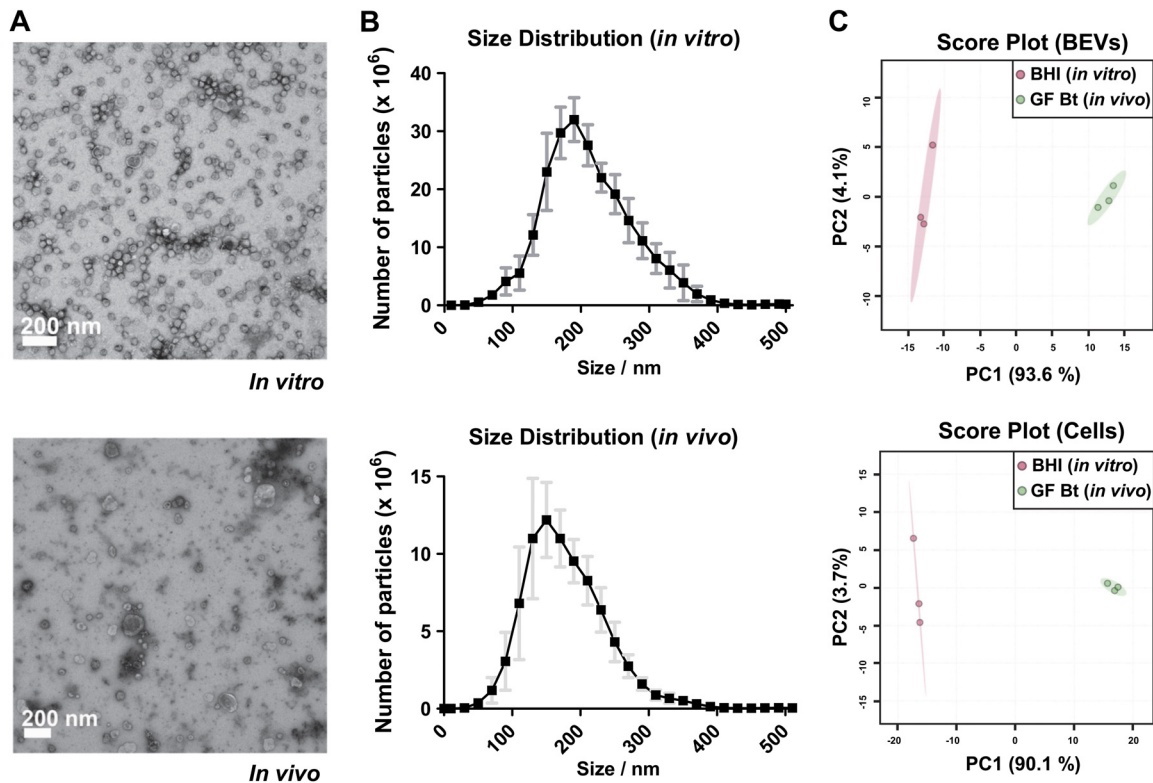 A
200 nm
In vitro
200 nm
In vivo
B
Size Distribution (in vitro)
Number of particles (x 10⁶)
40
30
20
10
0
0
100
200
300
400
500
Size / nm
Size Distribution (in vivo)
Number of particles (x 10⁶)
15
10
5
0
0
100
200
300
400
500
Size / nm
C
Score Plot (BEVs)
BHI (in vitro)
GF Bt (in vivo)
PC2 (4.1%)
10
5
0
-5
-10
-15
-10
-5
0
5
10
15
PC1 (93.6 %)
Score Plot (Cells)
BHI (in vitro)
GF Bt (in vivo)
PC2 (3.7%)
15
10
5
0
-5
-10
-15
-20
-10
0
10
20
PC1 (90.1 %)